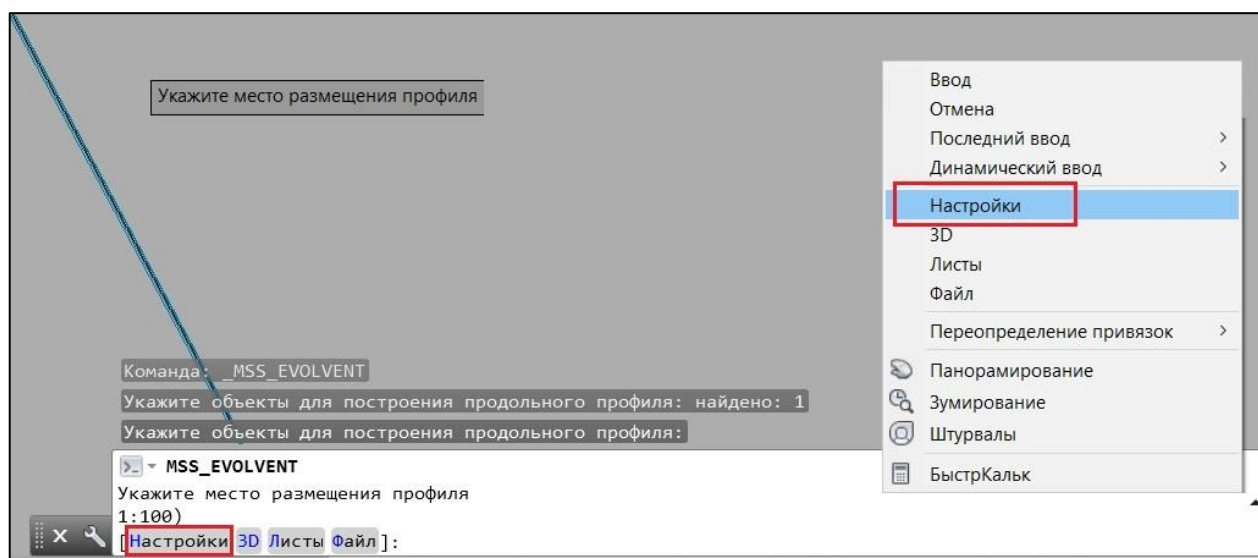 Укажите место размещения профиля
Ввод
Отмена
Последний ввод
Динамический ввод
Настройки
3D
Листы
Файл
Переопределение привязок
Панорамирование
Зумирование
Штурвалы
БыстрКальк
Команда: _MSS_EVOLVENT
Укажите объекты для построения продольного профиля: найдено: 1
Укажите объекты для построения продольного профиля:
MSS_EVOLVENT
Укажите место размещения профиля
1:100)
[Настройки 3D Листы Файл]: